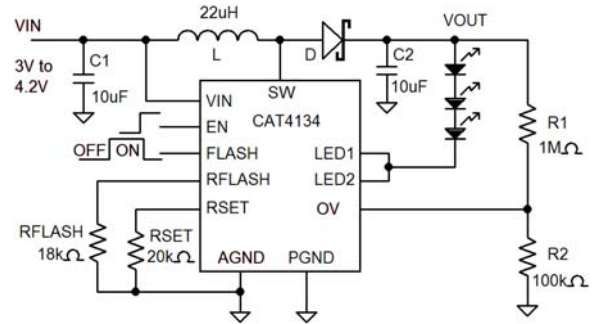 22uH
VIN
VOUT
L
D
C1
C2
3V to
4.2V
10uF
10uF
SW
VIN
CAT4134
EN
R1
OFF
ON
FLASH
LED1
1MΩ
RFLASH
LED2
RSET
OV
RFLASH
RSET
18kΩ
20kΩ
AGND
PGND
R2
100kΩ